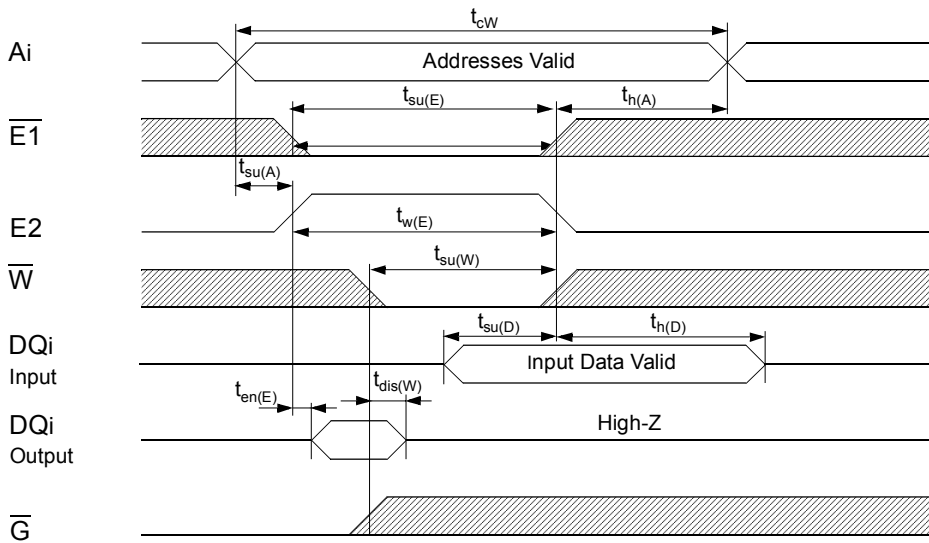 t_cW
Ai
Addresses Valid
t_su(E)
t_h(A)
E1
t_su(A)
E2
t_w(E)
t_su(W)
W
t_su(D)
t_h(D)
DQi
Input
Input Data Valid
t_en(E)
t_dis(W)
DQi
Output
High-Z
G